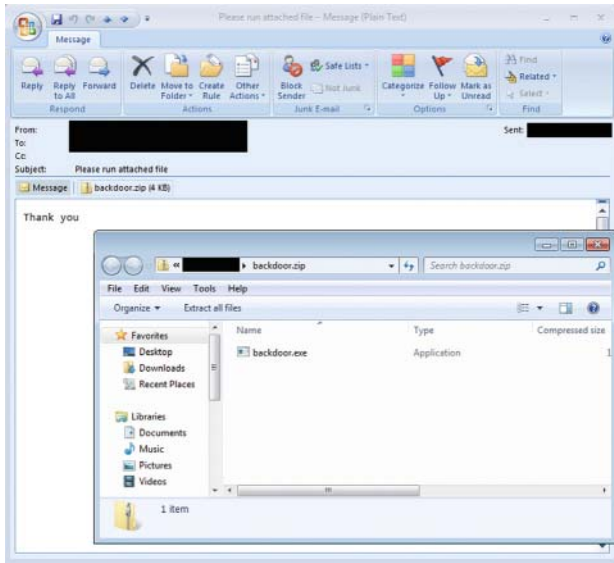 Please run attached file - Message (Plain Text)
Message
Reply
Reply to All
Forward
Delete
Move to Folder
Create Rule
Other Actions
Block Sender
Safe Lists
Not Junk
Categorize
Follow Up
Mark as Unread
Find
Related
Select
Respond
Actions
Junk E-mail
Options
Find
From:
Sent:
To:
Cc:
Subject: Please run attached file
Message backdoor.zip (4 KB)
Thank you
« backdoor.zip
Search backdoor.zip
File Edit View Tools Help
Organize Extract all files
Name Type Compressed size
Favorites
backdoor.exe Application 1
Desktop
Downloads
Recent Places
Libraries
Documents
Music
Pictures
Videos
1 item